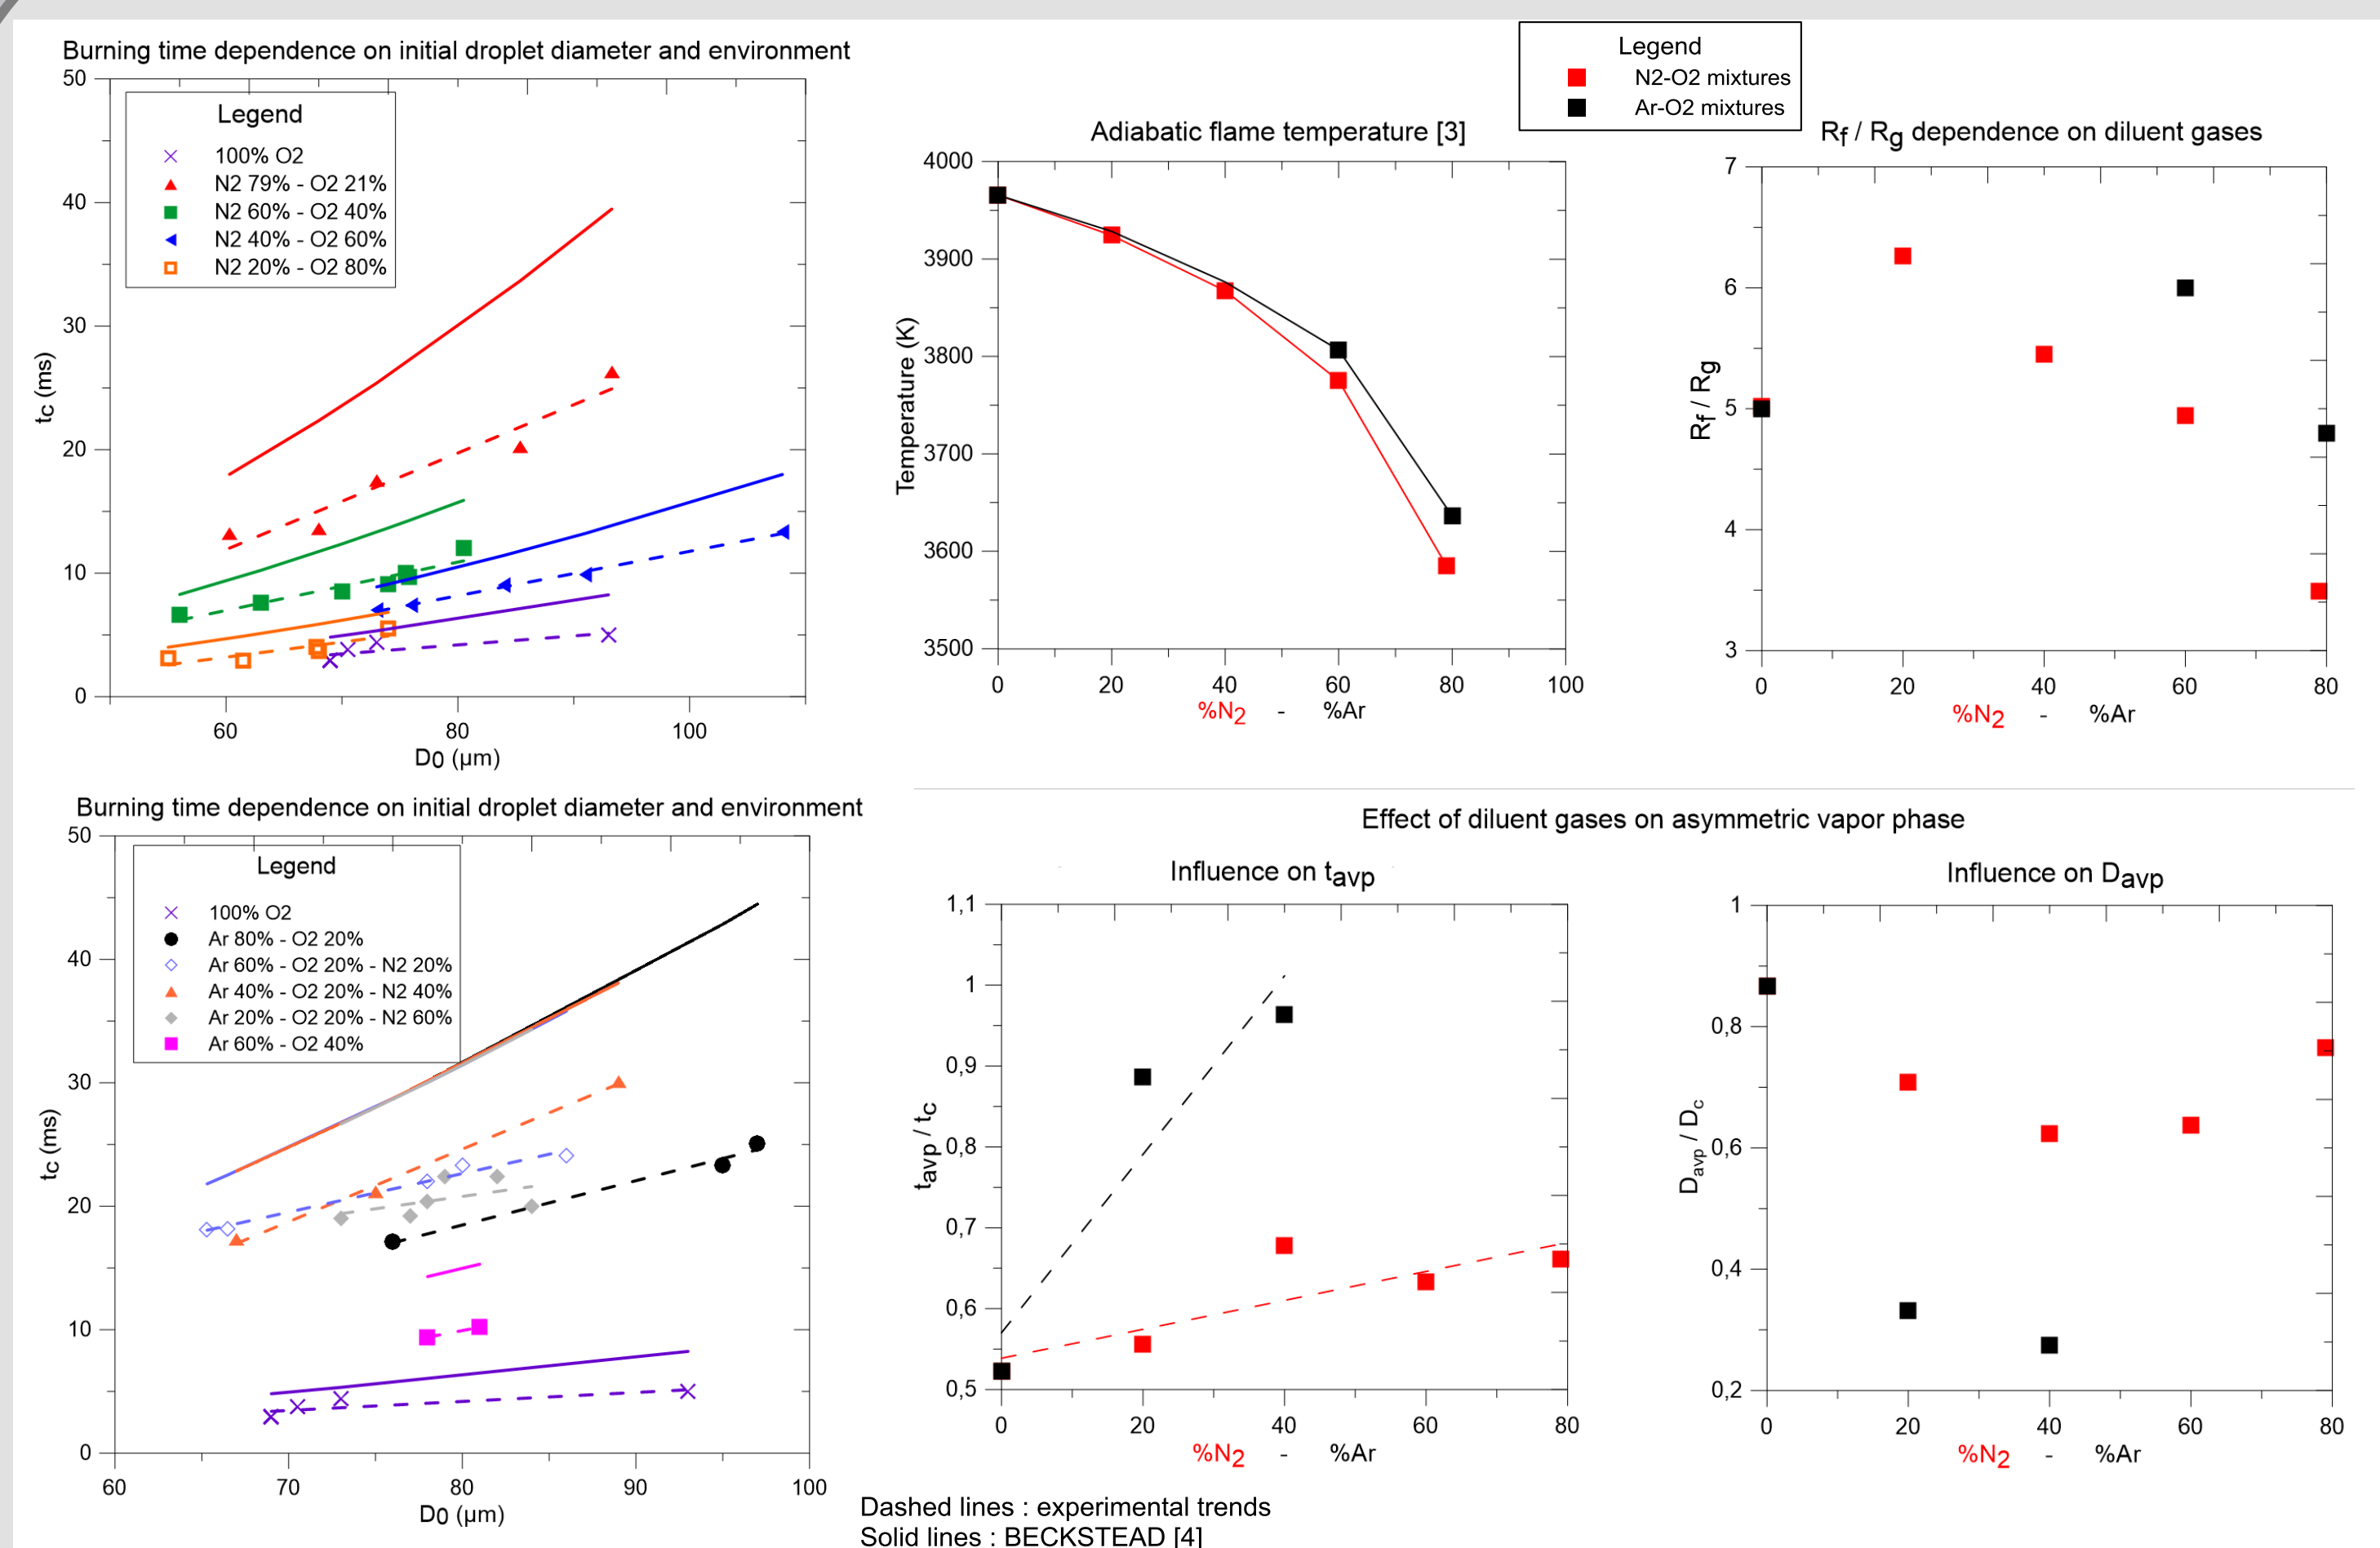 Burning time dependence on initial droplet diameter and environment
50
40
30
20
10
0
tc (ms)
Legend
100% O2
N2 79% - O2 21%
N2 60% - O2 40%
N2 40% - O2 60%
N2 20% - O2 80%
60 80 100
D0 (µm)
Legend
N2-O2 mixtures
Ar-O2 mixtures
Adiabatic flame temperature [3]
4000
3900
3800
3700
3600
3500
Temperature (K)
0 20 40 60 80 100
%N2 - %Ar
Rf / Rg dependence on diluent gases
7
6
5
4
3
Rf / Rg
0 20 40 60 80
%N2 - %Ar
Burning time dependence on initial droplet diameter and environment
50
40
30
20
10
0
tc (ms)
Legend
100% O2
Ar 80% - O2 20%
Ar 60% - O2 20% - N2 20%
Ar 40% - O2 20% - N2 40%
Ar 20% - O2 20% - N2 60%
Ar 60% - O2 40%
60 70 80 90 100
D0 (µm)
Effect of diluent gases on asymmetric vapor phase
Influence on tavp
1,1
1
0,9
0,8
0,7
0,6
0,5
tavp / tc
0 20 40 60 80
%N2 - %Ar
Influence on Davp
1
0,8
0,6
0,4
0,2
Davp / Dc
0 20 40 60 80
%N2 - %Ar
Dashed lines : experimental trends
Solid lines : BECKSTEAD [4]